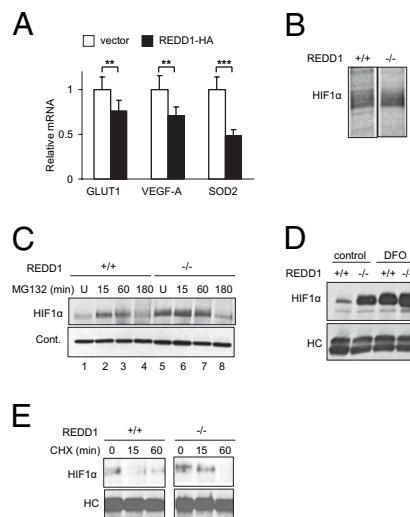 A
vector REDD1-HA
** ** ***
Relative mRNA
1
0.5
0
GLUT1 VEGF-A SOD2
B
REDD1 +/+ -/-
HIF1α
C
REDD1 +/+ -/-
MG132 (min) U 15 60 180 U 15 60 180
HIF1α
Cont.
1 2 3 4 5 6 7 8
D
control DFO
REDD1 +/+ -/- +/+ -/-
HIF1α
HC
E
REDD1 +/+ -/-
CHX (min) 0 15 60 0 15 60
HIF1α
HC